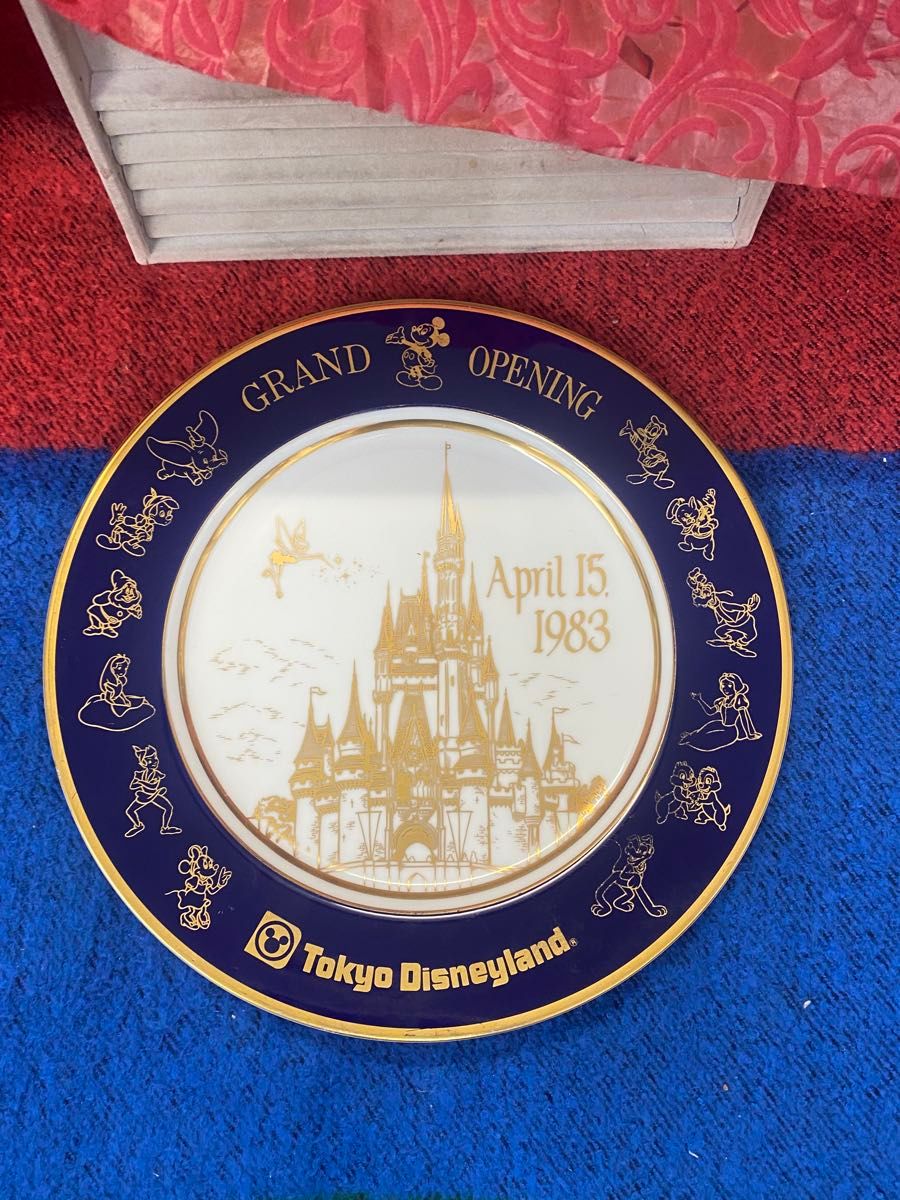 GRAND OPENING
April 15,
1983
Tokyo Disneyland®